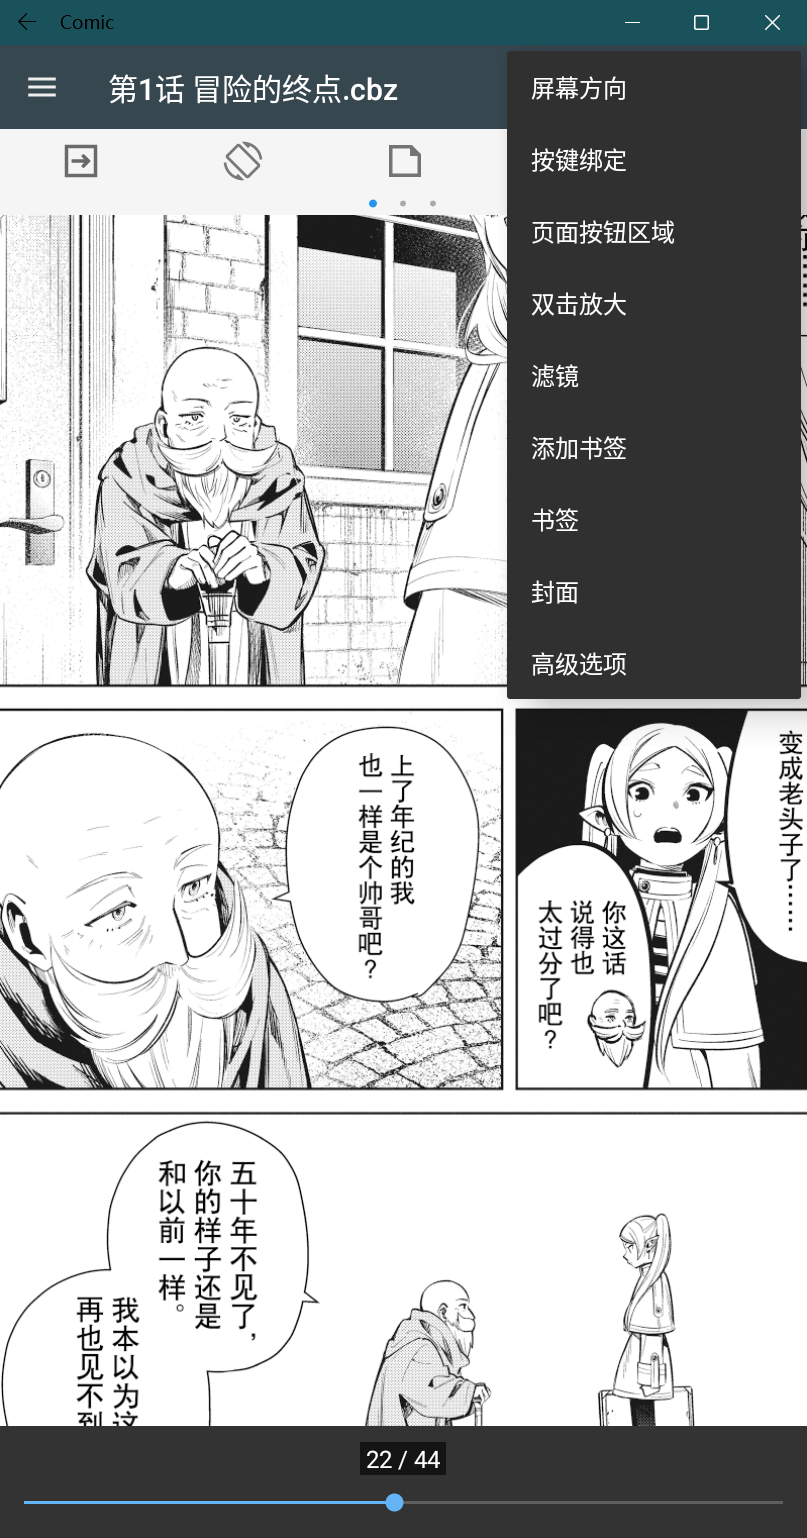 Comic
第1话 冒险的终点.cbz
屏幕方向
按键绑定
页面按钮区域
双击放大
滤镜
添加书签
书签
封面
高级选项
变成老头子了……
你这话
说得也
太过分了吧？
上了年纪的我
也一样是个帅哥吧？
五十年不见了，
你的样子还是
和以前一样。
我本以为这
再也见不到
22 / 44